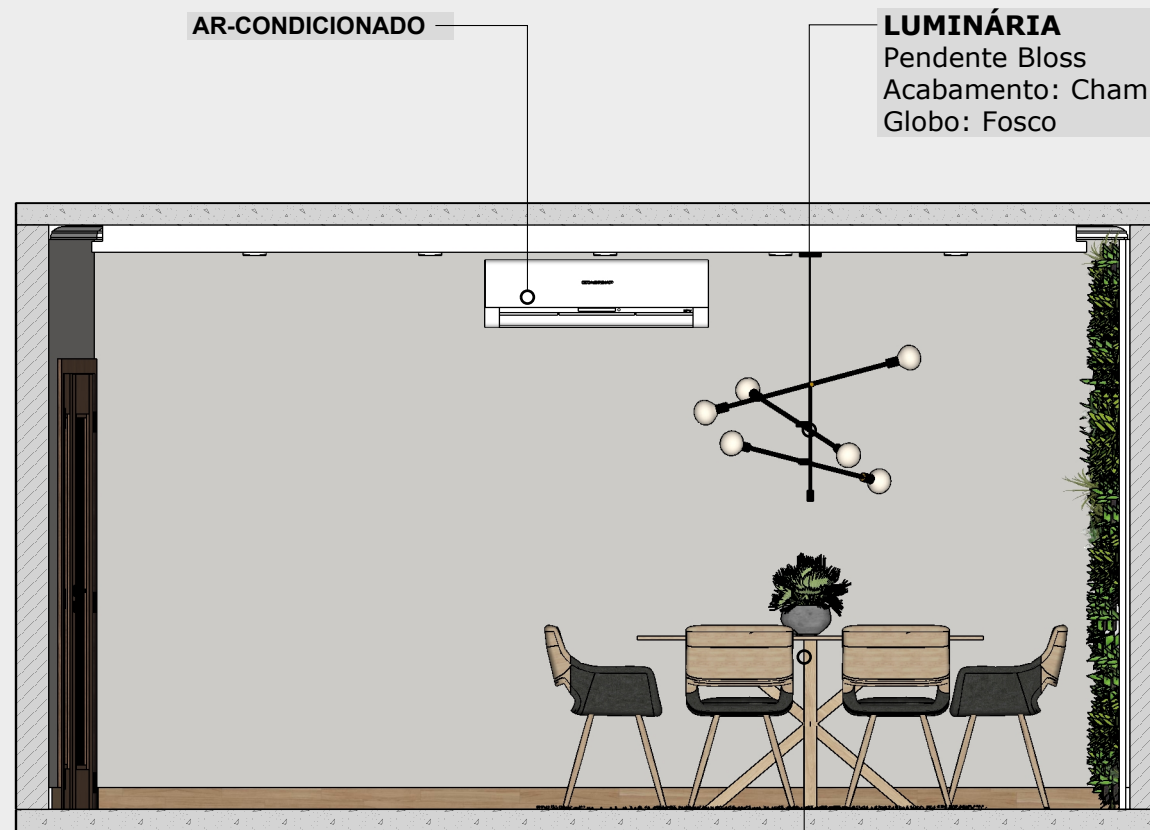 AR-CONDICIONADO
LUMINÁRIA
Pendente Bloss
Acabamento: Cham
Globo: Fosco